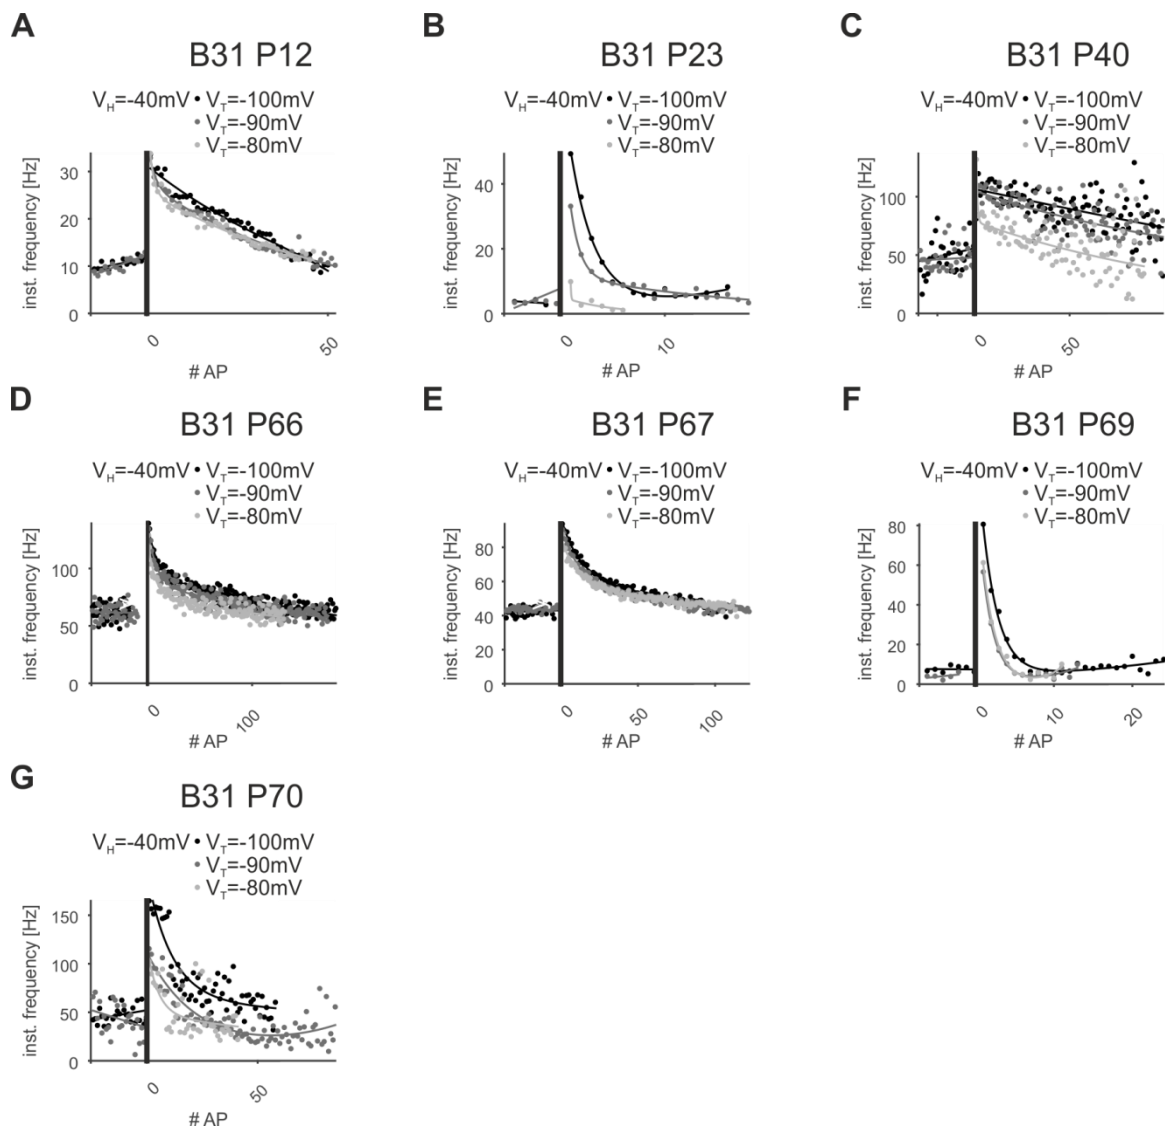 A
B31 P12
V_H=-40mV • V_T=-100mV
• V_T=-90mV
• V_T=-80mV
inst. frequency [Hz]
30
20
10
0
0
50
# AP
B
B31 P23
V_H=-40mV • V_T=-100mV
• V_T=-90mV
• V_T=-80mV
inst. frequency [Hz]
40
20
0
0
10
# AP
C
B31 P40
V_H=-40mV • V_T=-100mV
• V_T=-90mV
• V_T=-80mV
inst. frequency [Hz]
100
50
0
0
50
# AP
D
B31 P66
V_H=-40mV • V_T=-100mV
• V_T=-90mV
• V_T=-80mV
inst. frequency [Hz]
100
50
0
0
100
# AP
E
B31 P67
V_H=-40mV • V_T=-100mV
• V_T=-90mV
• V_T=-80mV
inst. frequency [Hz]
80
60
40
20
0
0
50
100
# AP
F
B31 P69
V_H=-40mV • V_T=-100mV
• V_T=-90mV
• V_T=-80mV
inst. frequency [Hz]
80
60
40
20
0
0
10
20
# AP
G
B31 P70
V_H=-40mV • V_T=-100mV
• V_T=-90mV
• V_T=-80mV
inst. frequency [Hz]
150
100
50
0
0
50
# AP